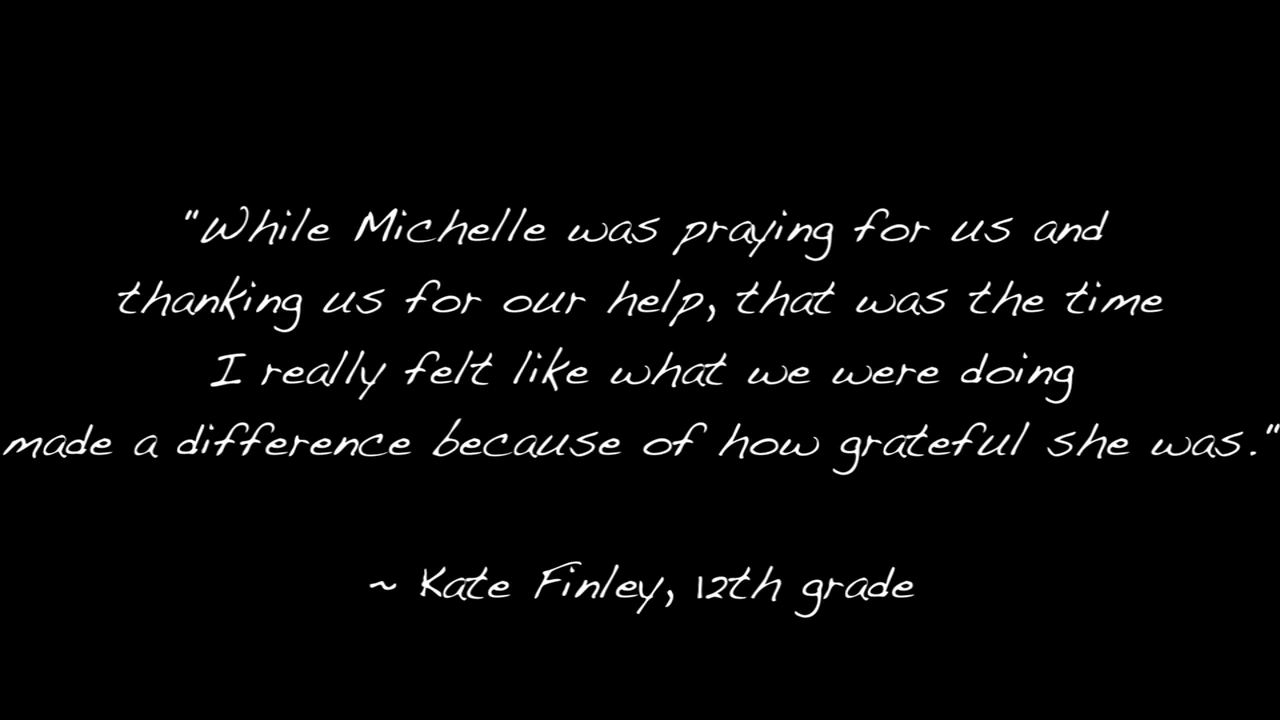 "While Michelle was praying for us and
thanking us for our help, that was the time
I really felt like what we were doing
made a difference because of how grateful she was."
~ Kate Finley, 12th grade